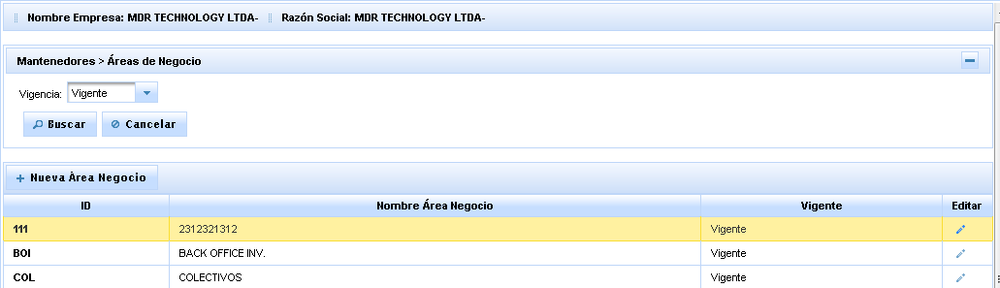 Nombre Empresa: MDR TECHNOLOGY LTDA- Razón Social: MDR TECHNOLOGY LTDA-
Mantenedores > Áreas de Negocio
Vigencia: Vigente
Buscar Cancelar
Nueva Área Negocio
ID Nombre Área Negocio Vigente Editar
111 2312321312 Vigente
BOI BACK OFFICE INV. Vigente
COL COLECTIVOS Vigente